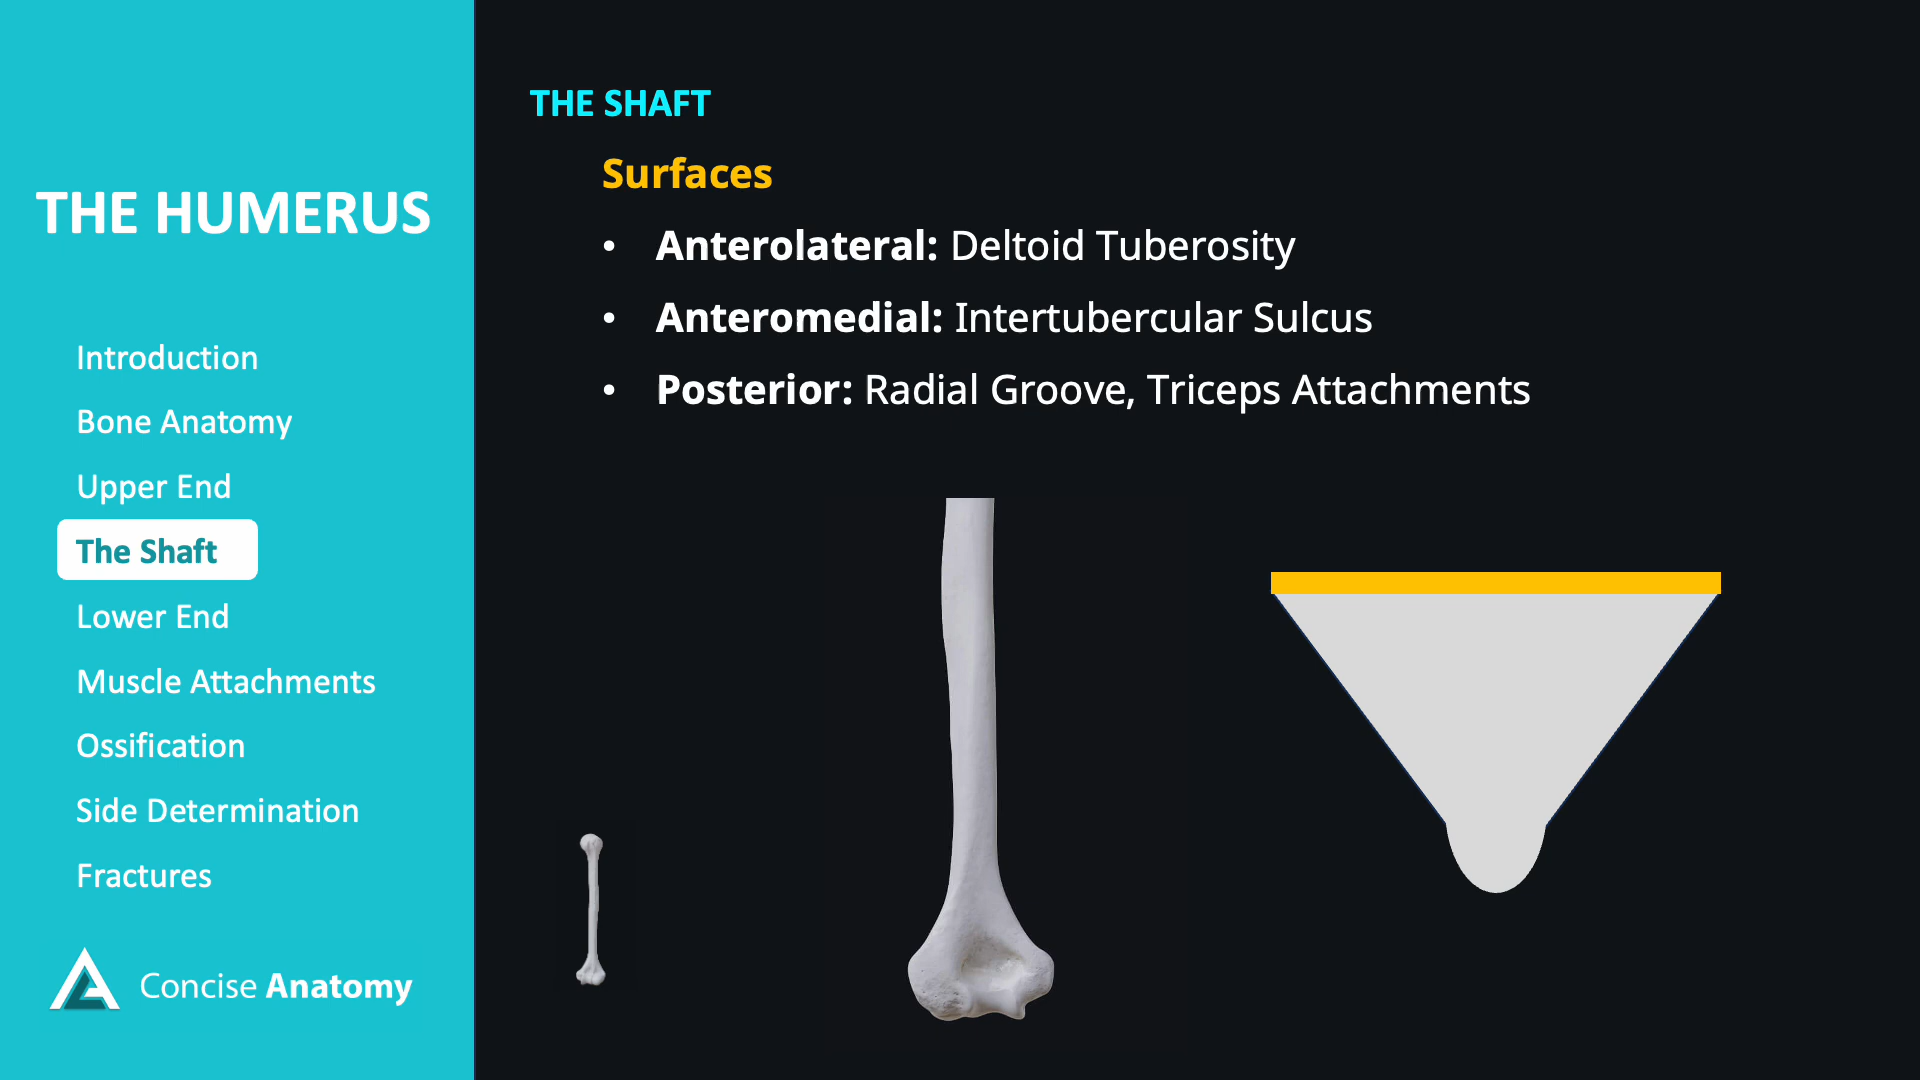 THE HUMERUS
Introduction
Bone Anatomy
Upper End
The Shaft
Lower End
Muscle Attachments
Ossification
Side Determination
Fractures
Concise Anatomy
THE SHAFT
Surfaces
• Anterolateral: Deltoid Tuberosity
• Anteromedial: Intertubercular Sulcus
• Posterior: Radial Groove, Triceps Attachments